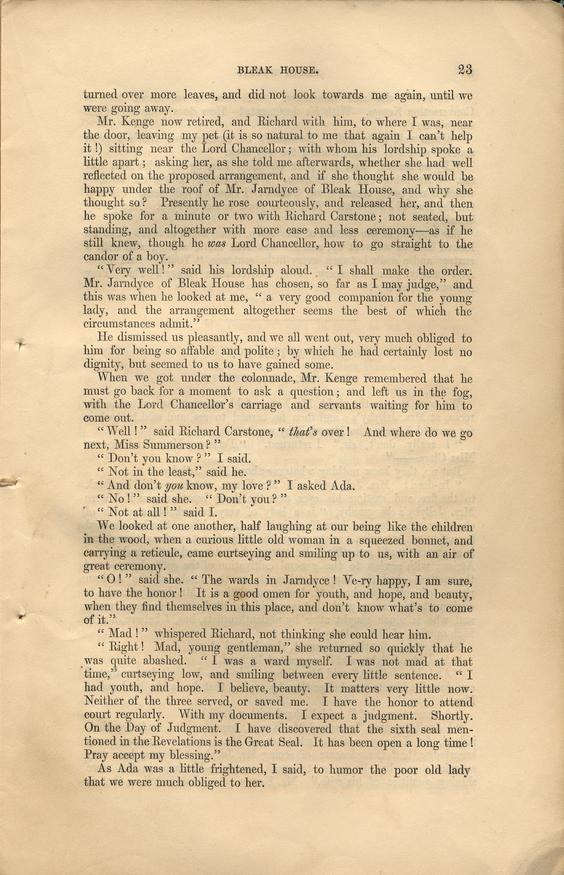 BLEAK HOUSE. 23
turned over more leaves, and did not look towards me again, until we
were going away.
Mr. Kenge now retired, and Richard with him, to where I was, near
the door, leaving my pet (it is so natural to me that again I can't help
it!) sitting near the Lord Chancellor; with whom his lordship spoke a
little apart; asking her, as she told me afterwards, whether she had well
reflected on the proposed arrangement, and if she thought she would be
happy under the roof of Mr. Jarndyce of Bleak House, and why she
thought so? Presently he rose courteously, and released her, and then
he spoke for a minute or two with Richard Carstone; not seated, but
standing, and altogether with more ease and less ceremony—as if he
still knew, though he was Lord Chancellor, how to go straight to the
candor of a boy.
"Very well!" said his lordship aloud. "I shall make the order.
Mr. Jarndyce of Bleak House has chosen, so far as I may judge," and
this was when he looked at me, "a very good companion for the young
lady, and the arrangement altogether seems the best of which the
circumstances admit."
He dismissed us pleasantly, and we all went out, very much obliged to
him for being so affable and polite; by which he had certainly lost no
dignity, but seemed to us to have gained some.
When we got under the colonnade, Mr. Kenge remembered that he
must go back for a moment to ask a question; and left us in the fog,
with the Lord Chancellor's carriage and servants waiting for him to
come out.
"Well!" said Richard Carstone, "that's over! And where do we go
next, Miss Summerson?"
"Don't you know?" I said.
"Not in the least," said he.
"And don't you know, my love?" I asked Ada.
"No!" said she. "Don't you?"
"Not at all!" said I.
We looked at one another, half laughing at our being like the children
in the wood, when a curious little old woman in a squeezed bonnet, and
carrying a reticule, came curtseying and smiling up to us, with an air of
great ceremony.
"O!" said she. "The wards in Jarndyce! Ve-ry happy, I am sure,
to have the honor! It is a good omen for youth, and hope, and beauty,
when they find themselves in this place, and don't know what's to come
of it."
"Mad!" whispered Richard, not thinking she could hear him.
"Right! Mad, young gentleman," she returned so quickly that he
was quite abashed. "I was a ward myself. I was not mad at that
time," curtseying low, and smiling between every little sentence. "I
had youth, and hope. I believe, beauty. It matters very little now.
Neither of the three served, or saved me. I have the honor to attend
court regularly. With my documents. I expect a judgment. Shortly.
On the Day of Judgment. I have discovered that the sixth seal men-
tioned in the Revelations is the Great Seal. It has been open a long time!
Pray accept my blessing."
As Ada was a little frightened, I said, to humor the poor old lady
that we were much obliged to her.